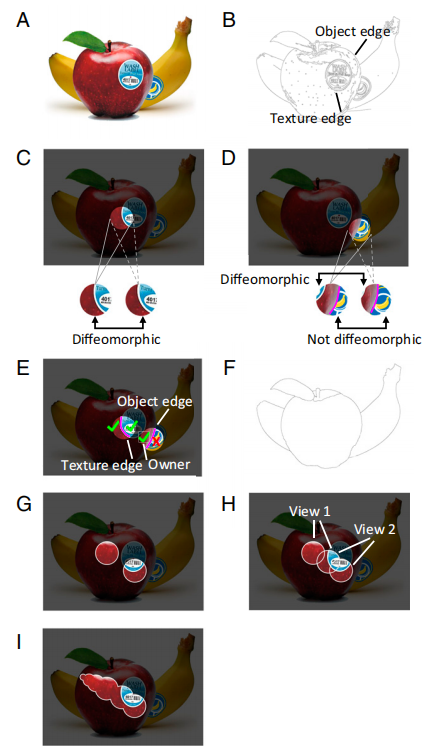 A
B
Object edge
Texture edge
C
D
Diffeomorphic
Diffeomorphic
Not diffeomorphic
E
F
Object edge
Texture edge
Owner
G
H
View 1
View 2
I